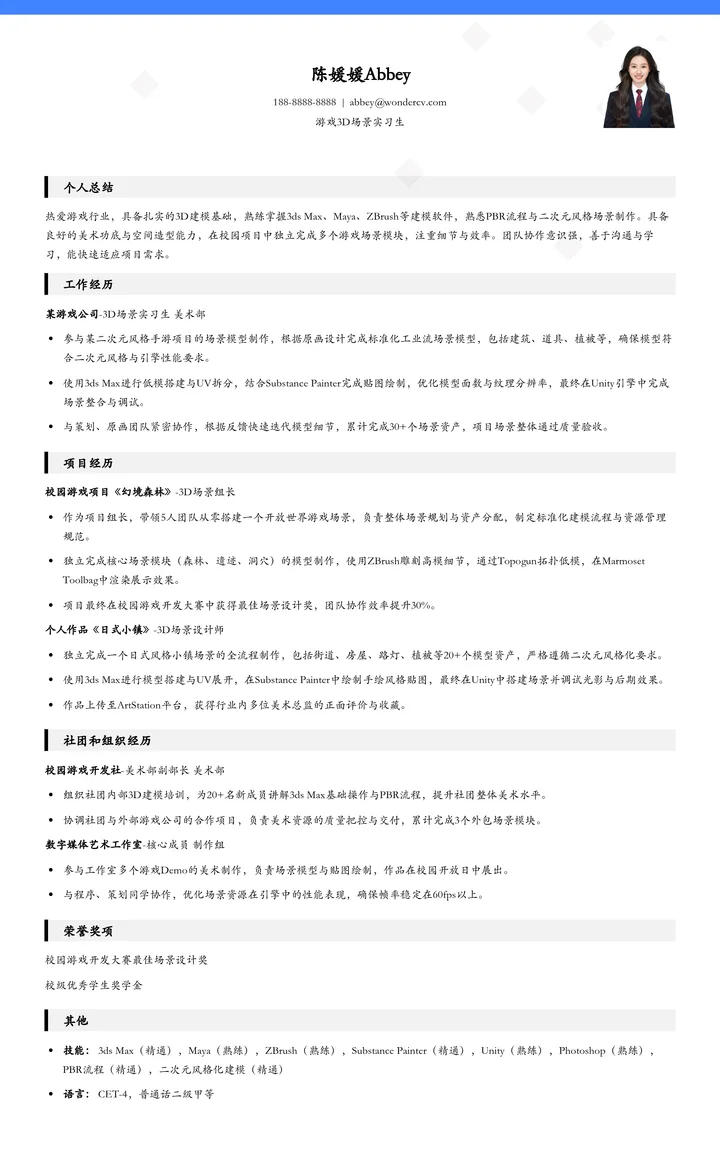 陈媛媛Abbey
188-8888-8888 | abbey@wondercv.com
游戏3D场景实习生
个人总结
热爱游戏行业，具备扎实的3D建模基础，熟练掌握3ds Max、Maya、ZBrush等建模软件，熟悉PBR流程与二次元风格场景制作。具备
良好的美术功底与空间造型能力，在校园项目中独立完成多个游戏场景模块，注重细节与效率。团队协作意识强，善于沟通与学
习，能快速适应项目需求。
工作经历
某游戏公司-3D场景实习生 美术部
• 参与某二次元风格手游项目的场景模型制作，根据原画设计完成标准化工业流场景模型，包括建筑、道具、植被等，确保模型符
合二次元风格与引擎性能要求。
• 使用3ds Max进行低模搭建与UV拆分，结合Substance Painter完成贴图绘制，优化模型面数与纹理分辨率，最终在Unity引擎中完成
场景整合与调试。
• 与策划、原画团队紧密协作，根据反馈快速迭代模型细节，累计完成30+个场景资产，项目场景整体通过质量验收。
项目经历
校园游戏项目《幻境森林》-3D场景组长
• 作为项目组长，带领5人团队从零搭建一个开放世界游戏场景，负责整体场景规划与资产分配，制定标准化建模流程与资源管理
规范。
• 独立完成核心场景模块（森林、遗迹、洞穴）的模型制作，使用ZBrush雕刻高模细节，通过Topogun拓扑低模，在Marmoset
Toolbag中渲染展示效果。
• 项目最终在校园游戏开发大赛中获得最佳场景设计奖，团队协作效率提升30%。
个人作品《日式小镇》-3D场景设计师
• 独立完成一个日式风格小镇场景的全流程制作，包括街道、房屋、路灯、植被等20+个模型资产，严格遵循二次元风格化要求。
• 使用3ds Max进行模型搭建与UV展开，在Substance Painter中绘制手绘风格贴图，最终在Unity中搭建场景并调试光影与后期效果。
• 作品上传至ArtStation平台，获得行业内多位美术总监的正面评价与收藏。
社团和组织经历
校园游戏开发社-美术部副部长 美术部
• 组织社团内部3D建模培训，为20+名新成员讲解3ds Max基础操作与PBR流程，提升社团整体美术水平。
• 协调社团与外部游戏公司的合作项目，负责美术资源的质量把控与交付，累计完成3个外包场景模块。
数字媒体艺术工作室-核心成员 制作组
• 参与工作室多个游戏Demo的美术制作，负责场景模型与贴图绘制，作品在校园开放日中展出。
• 与程序、策划同学协作，优化场景资源在引擎中的性能表现，确保帧率稳定在60fps以上。
荣誉奖项
校园游戏开发大赛最佳场景设计奖
校级优秀学生奖学金
其他
• 技能： 3ds Max（精通）, Maya（熟练）, ZBrush（熟练）, Substance Painter（精通）, Unity（熟练）, Photoshop（熟练）,
PBR流程（精通）, 二次元风格化建模（精通）
• 语言： CET-4，普通话二级甲等